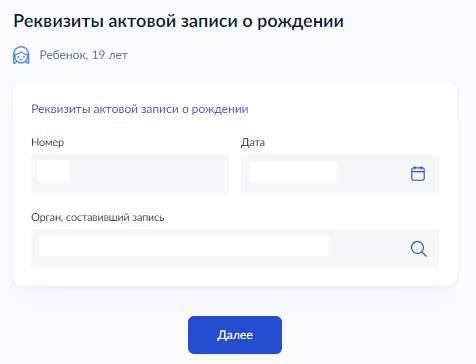 Реквизиты актовой записи о рождении
Ребенок, 19 лет
Реквизиты актовой записи о рождении
Номер
Дата
Орган, составивший запись
Далее